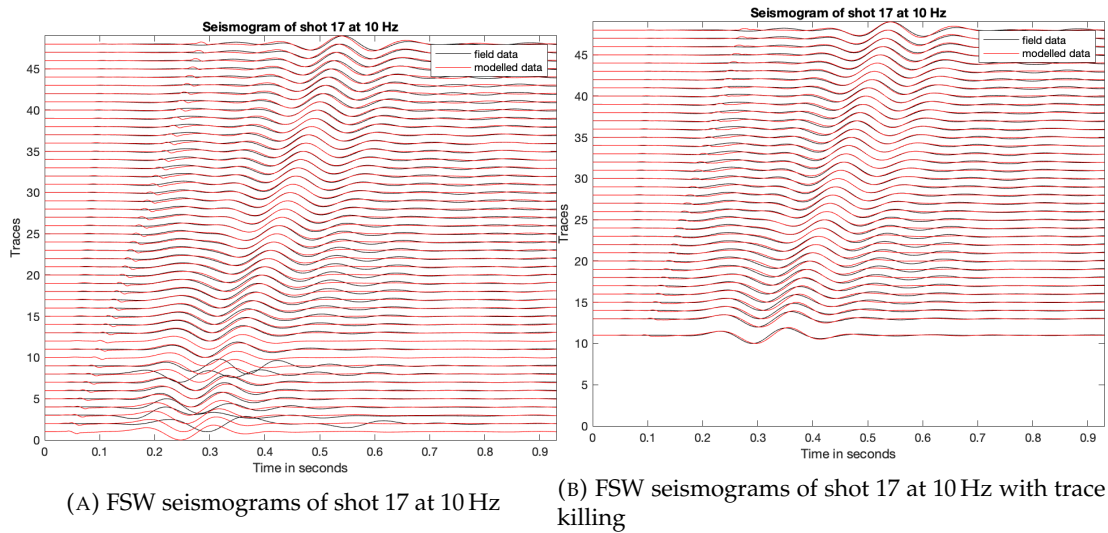 Seismogram of shot 17 at 10 Hz
field data
modelled data
45
40
35
30
25
20
15
10
5
0
Traces
0 0.1 0.2 0.3 0.4 0.5 0.6 0.7 0.8 0.9
Time in seconds
(A) FSW seismograms of shot 17 at 10 Hz
Seismogram of shot 17 at 10 Hz
field data
modelled data
45
40
35
30
25
20
15
10
5
0
Traces
0 0.1 0.2 0.3 0.4 0.5 0.6 0.7 0.8 0.9
Time in seconds
(B) FSW seismograms of shot 17 at 10 Hz with trace
killing